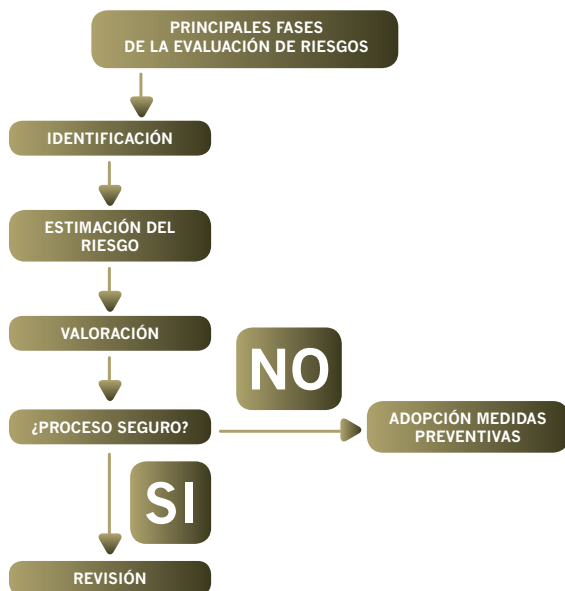 PRINCIPALES FASES
DE LA EVALUACIÓN DE RIESGOS
IDENTIFICACIÓN
ESTIMACIÓN DEL
RIESGO
VALORACIÓN
NO
¿PROCESO SEGURO?
ADOPCIÓN MEDIDAS
PREVENTIVAS
SI
REVISIÓN